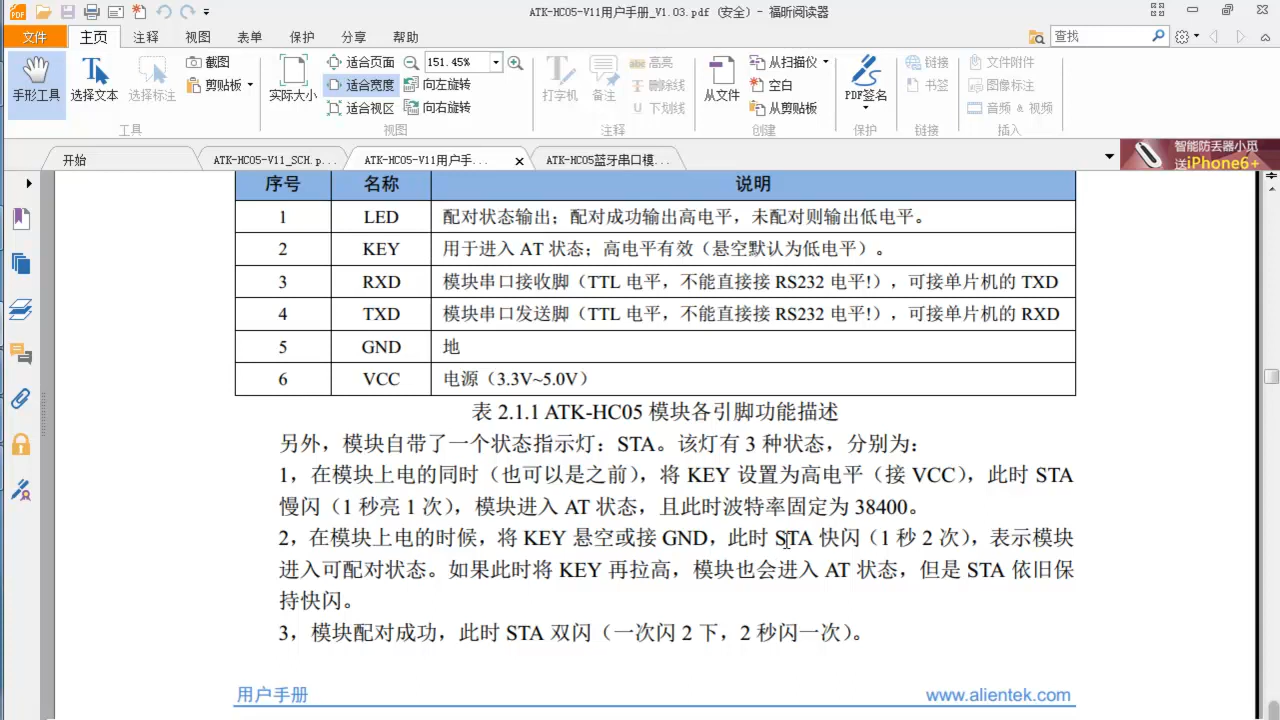 ATK-HC05-V11用户手册_V1.03.pdf (安全) - 福昕阅读器
文件 主页 注释 视图 表单 保护 分享 帮助 查找
手形工具 选择文本 选择标注 截图 剪贴板
实际大小 适合页面 适合宽度 适合视区 151.45% 向左旋转 向右旋转
打字机 备注 高亮 删除线 下划线
从文件 从扫描仪 空白 从剪贴板
PDF签名 链接 书签 文件附件 图像标注 音频 & 视频
工具 视图 注释 创建 保护 链接 插入
开始 ATK-HC05-V11_SCH.p... ATK-HC05-V11用户手... ATK-HC05蓝牙串口模...
智能防丢器小觅
送iPhone6+
序号 名称 说明
1 LED 配对状态输出；配对成功输出高电平，未配对则输出低电平。
2 KEY 用于进入 AT 状态；高电平有效（悬空默认为低电平）。
3 RXD 模块串口接收脚（TTL 电平，不能直接接 RS232 电平!），可接单片机的 TXD
4 TXD 模块串口发送脚（TTL 电平，不能直接接 RS232 电平!），可接单片机的 RXD
5 GND 地
6 VCC 电源（3.3V~5.0V）
表 2.1.1 ATK-HC05 模块各引脚功能描述
另外，模块自带了一个状态指示灯：STA。该灯有 3 种状态，分别为：
1，在模块上电的同时（也可以是之前），将 KEY 设置为高电平（接 VCC），此时 STA
慢闪（1 秒亮 1 次），模块进入 AT 状态，且此时波特率固定为 38400。
2，在模块上电的时候，将 KEY 悬空或接 GND，此时 STA 快闪（1 秒 2 次），表示模块
进入可配对状态。如果此时将 KEY 再拉高，模块也会进入 AT 状态，但是 STA 依旧保
持快闪。
3，模块配对成功，此时 STA 双闪（一次闪 2 下，2 秒闪一次）。
用户手册 www.alientek.com